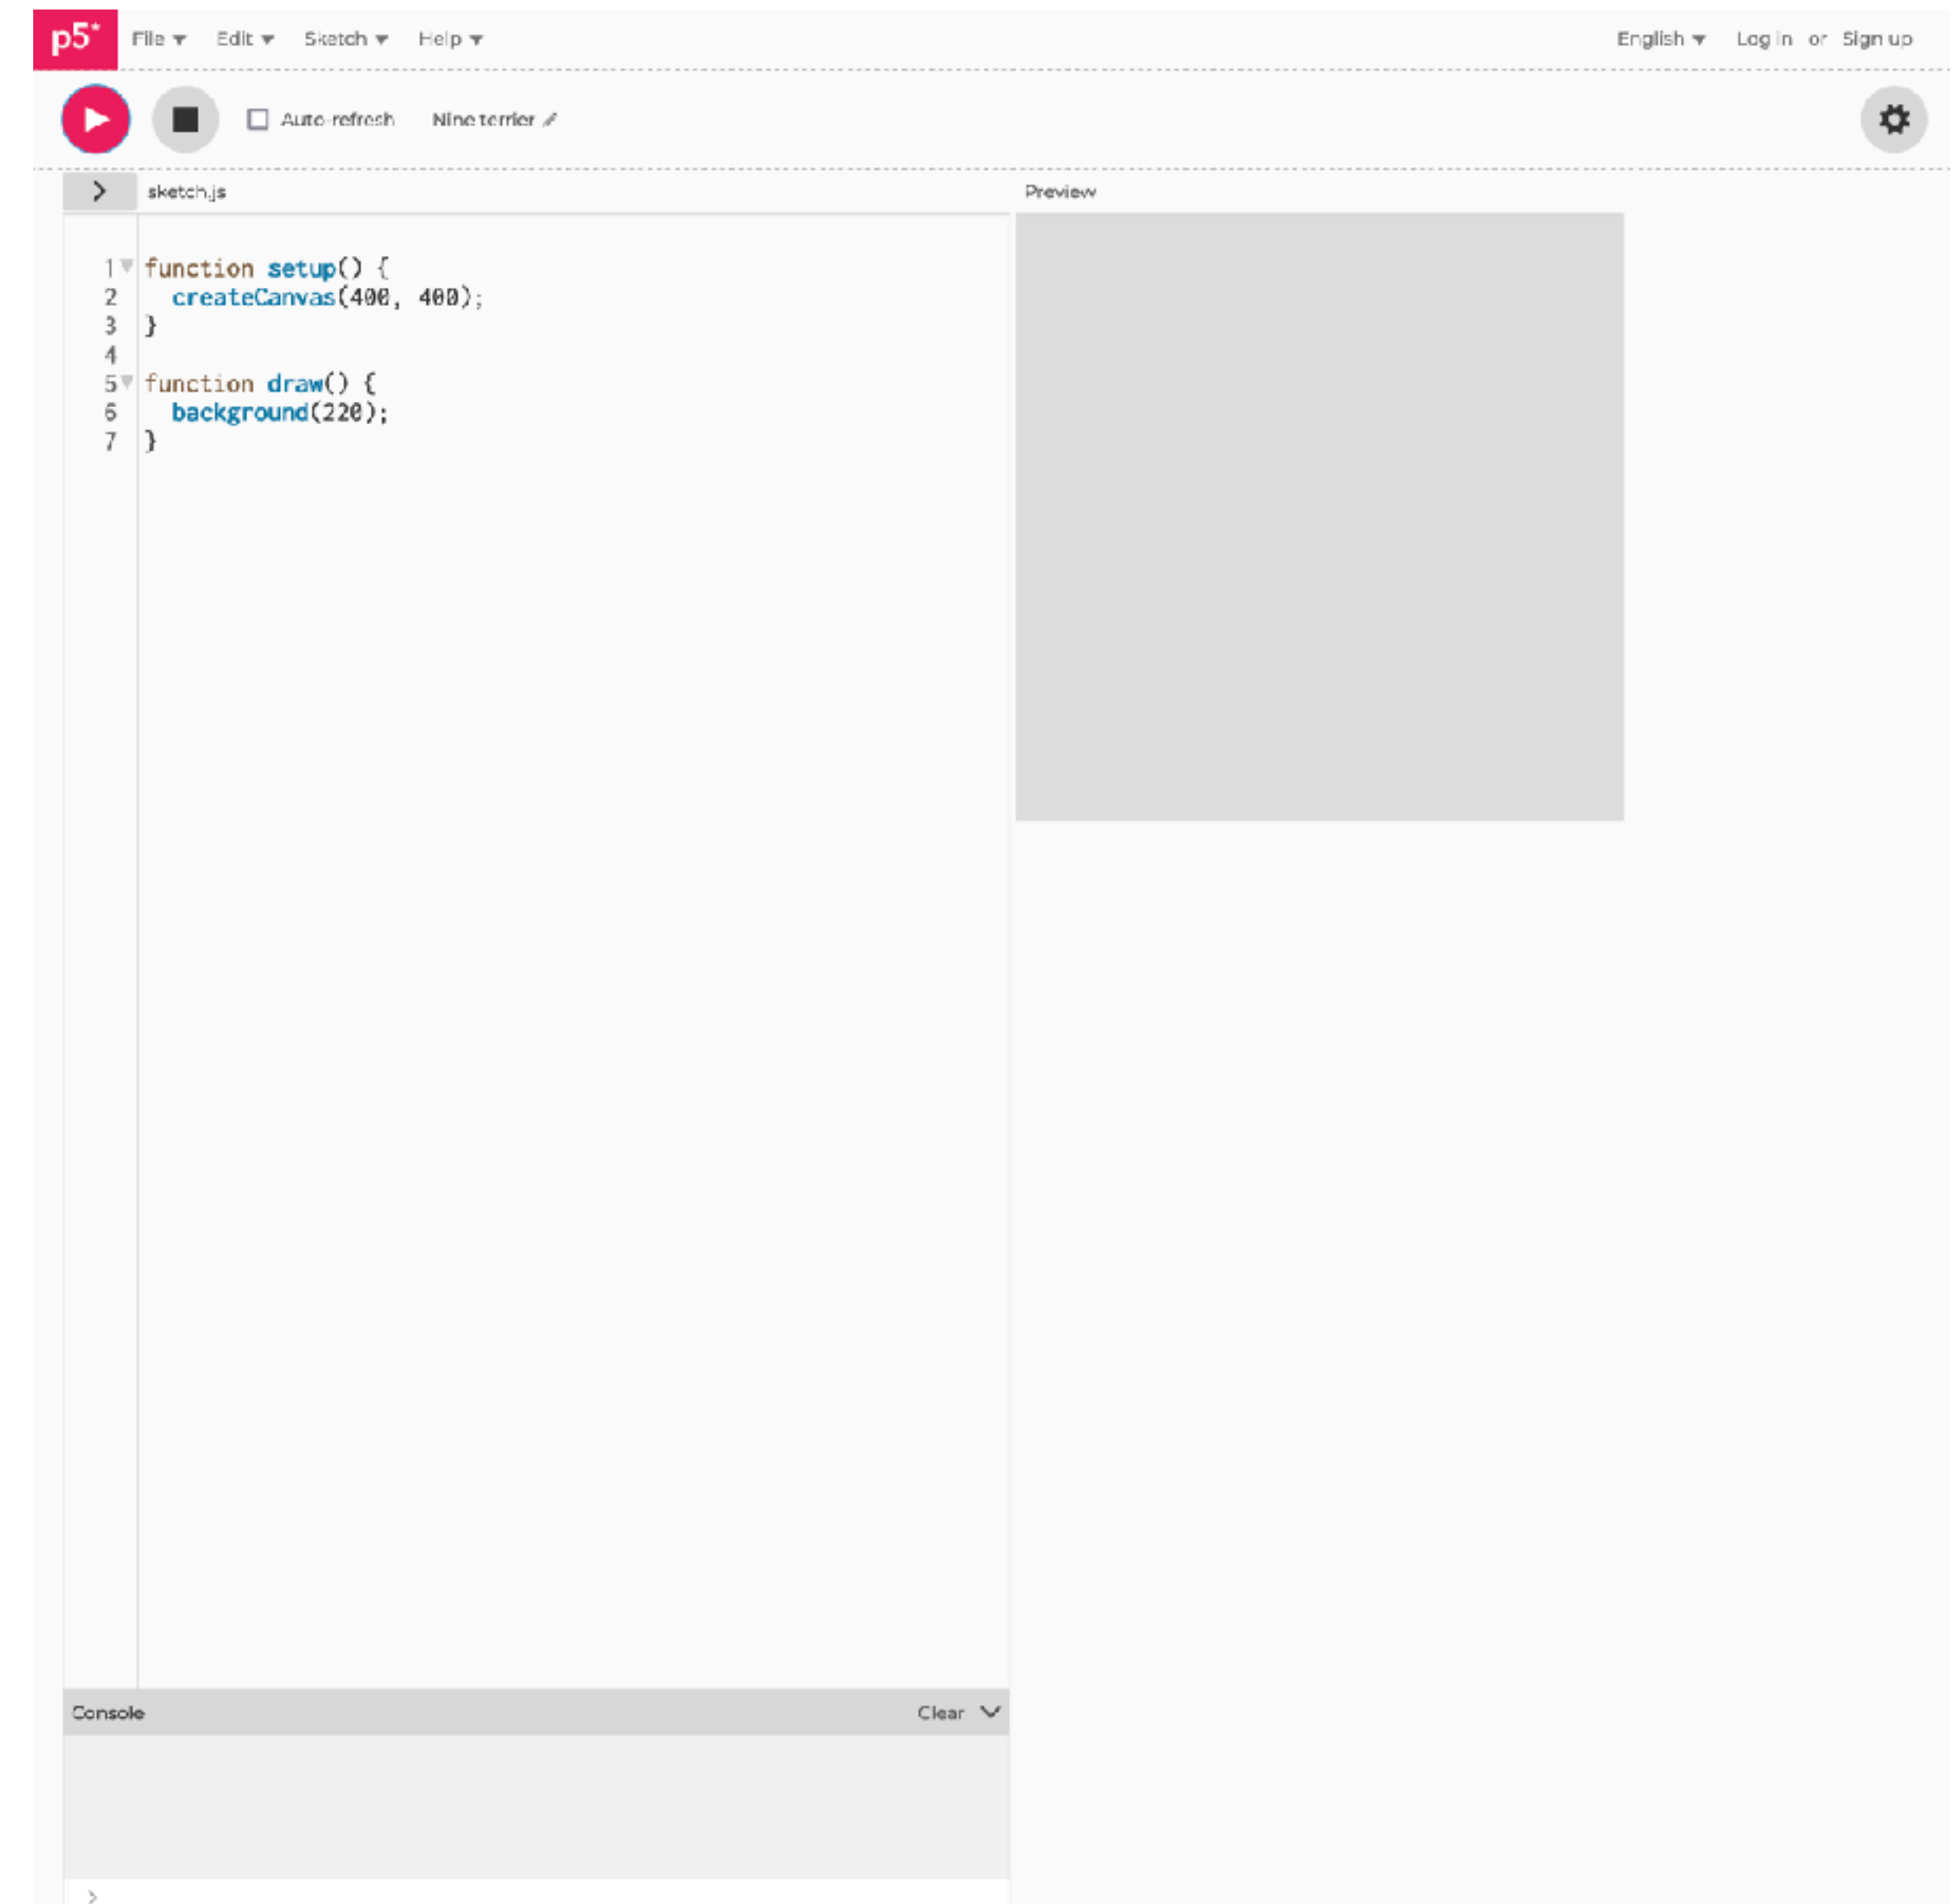 p5* File Edit Sketch Help English Log in or Sign up
Auto-refresh Nine terrier
> sketch.js Preview
1 function setup() {
2   createCanvas(400, 400);
3 }
4
5 function draw() {
6   background(220);
7 }
Console Clear
>